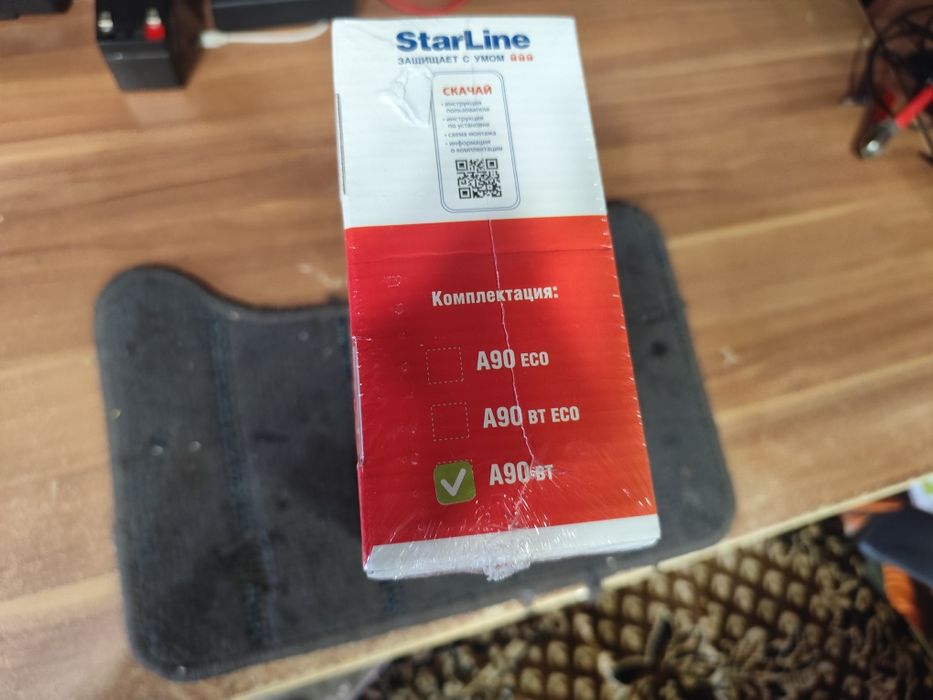 StarLine
ЗАЩИЩАЕТ С УМОМ
СКАЧАЙ
• инструкция
пользователя
• инструкция
по установке
• схема монтажа
• информация
о комплектации
Комплектация:
A90 ECO
A90 BT ECO
A90 BT